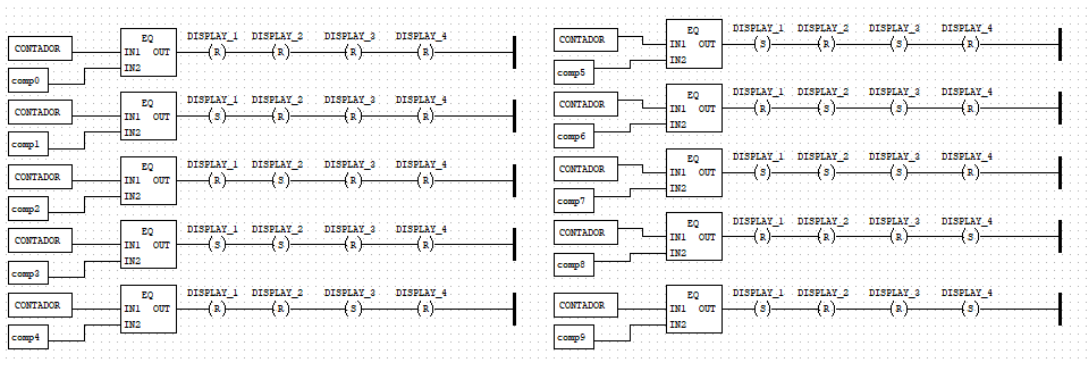 EQ DISPLAY_1 DISPLAY_2 DISPLAY_3 DISPLAY_4
CONTADOR IN1 OUT (R) (R) (R) (R)
comp0 IN2
EQ DISPLAY_1 DISPLAY_2 DISPLAY_3 DISPLAY_4
CONTADOR IN1 OUT (S) (R) (R) (R)
comp1 IN2
EQ DISPLAY_1 DISPLAY_2 DISPLAY_3 DISPLAY_4
CONTADOR IN1 OUT (R) (S) (R) (R)
comp2 IN2
EQ DISPLAY_1 DISPLAY_2 DISPLAY_3 DISPLAY_4
CONTADOR IN1 OUT (S) (S) (R) (R)
comp3 IN2
EQ DISPLAY_1 DISPLAY_2 DISPLAY_3 DISPLAY_4
CONTADOR IN1 OUT (R) (R) (S) (R)
comp4 IN2
EQ DISPLAY_1 DISPLAY_2 DISPLAY_3 DISPLAY_4
CONTADOR IN1 OUT (S) (R) (S) (R)
comp5 IN2
EQ DISPLAY_1 DISPLAY_2 DISPLAY_3 DISPLAY_4
CONTADOR IN1 OUT (R) (S) (S) (R)
comp6 IN2
EQ DISPLAY_1 DISPLAY_2 DISPLAY_3 DISPLAY_4
CONTADOR IN1 OUT (S) (S) (S) (R)
comp7 IN2
EQ DISPLAY_1 DISPLAY_2 DISPLAY_3 DISPLAY_4
CONTADOR IN1 OUT (R) (R) (R) (S)
comp8 IN2
EQ DISPLAY_1 DISPLAY_2 DISPLAY_3 DISPLAY_4
CONTADOR IN1 OUT (S) (R) (R) (S)
comp9 IN2